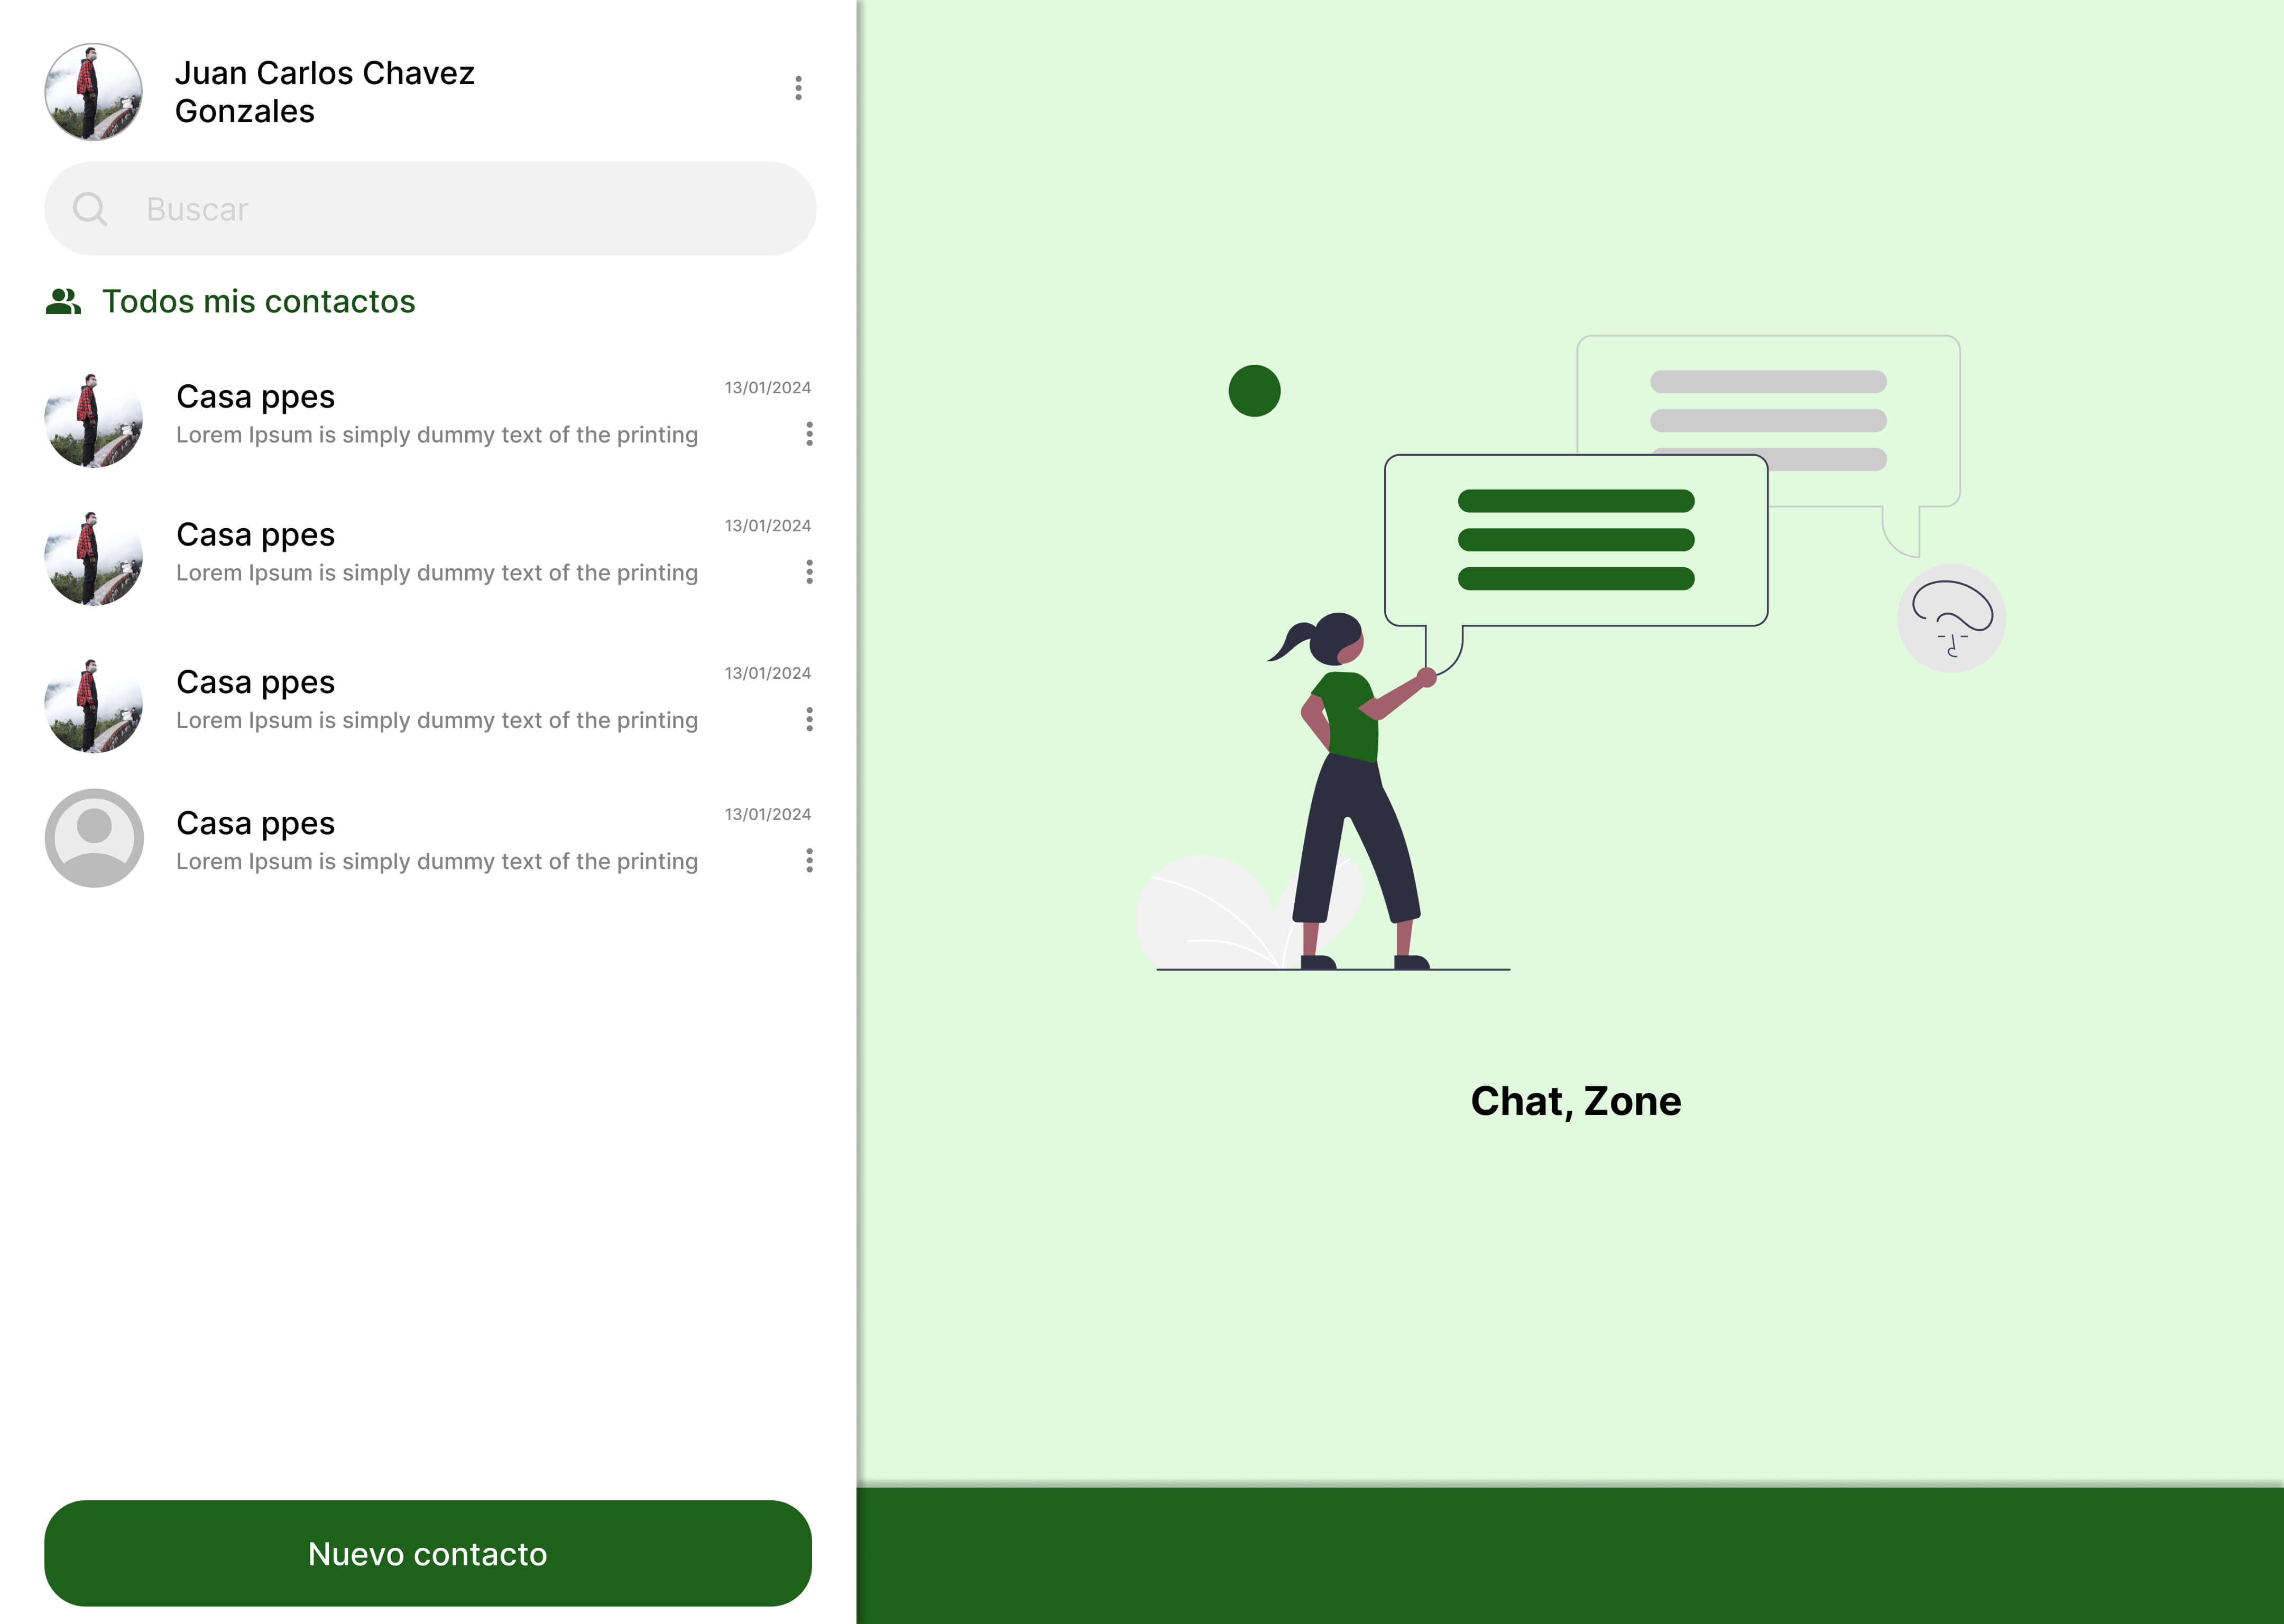 Juan Carlos Chavez
Gonzales
Buscar
Todos mis contactos
Casa ppes
13/01/2024
Lorem Ipsum is simply dummy text of the printing
Casa ppes
13/01/2024
Lorem Ipsum is simply dummy text of the printing
Casa ppes
13/01/2024
Lorem Ipsum is simply dummy text of the printing
Casa ppes
13/01/2024
Lorem Ipsum is simply dummy text of the printing
Nuevo contacto
Chat, Zone